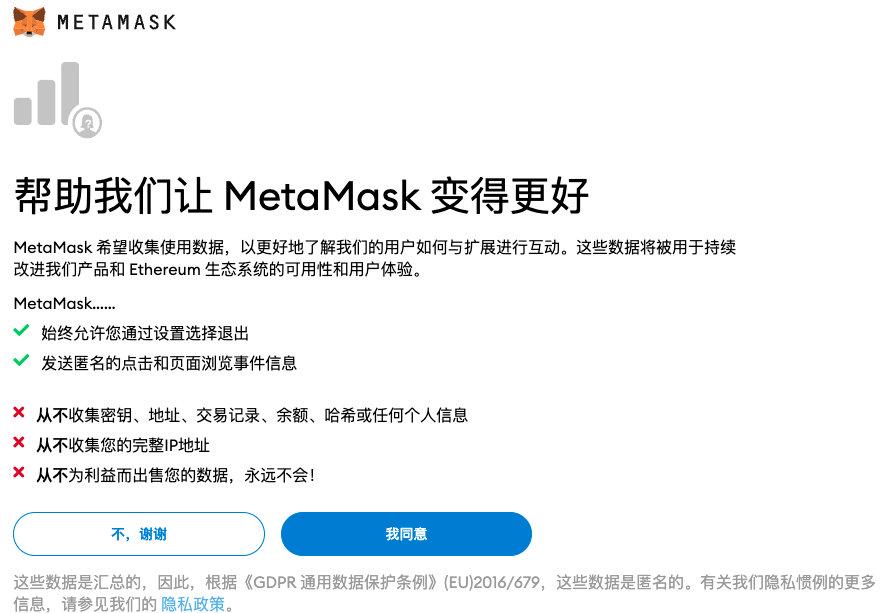 METAMASK
帮助我们让 MetaMask 变得更好
MetaMask 希望收集使用数据，以更好地了解我们的用户如何与扩展进行互动。这些数据将被用于持续
改进我们产品和 Ethereum 生态系统的可用性和用户体验。
MetaMask......
始终允许您通过设置选择退出
发送匿名的点击和页面浏览事件信息
从不收集密钥、地址、交易记录、余额、哈希或任何个人信息
从不收集您的完整IP地址
从不为利益而出售您的数据，永远不会！
不，谢谢
我同意
这些数据是汇总的，因此，根据《GDPR 通用数据保护条例》(EU)2016/679，这些数据是匿名的。有关我们隐私惯例的更多
信息，请参见我们的 隐私政策。